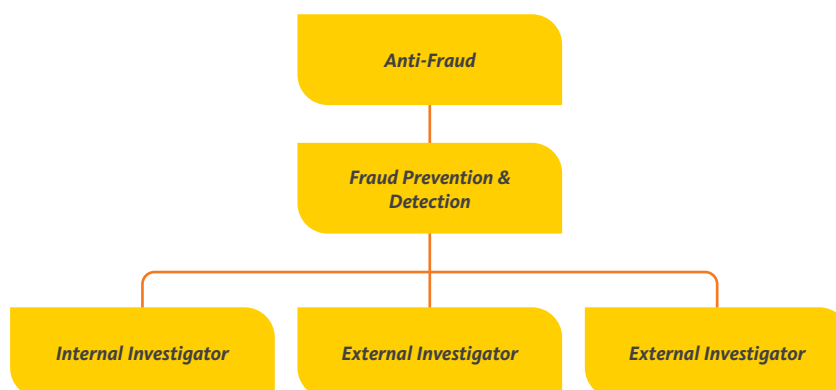 Anti-Fraud
Fraud Prevention &
Detection
Internal Investigator
External Investigator
External Investigator